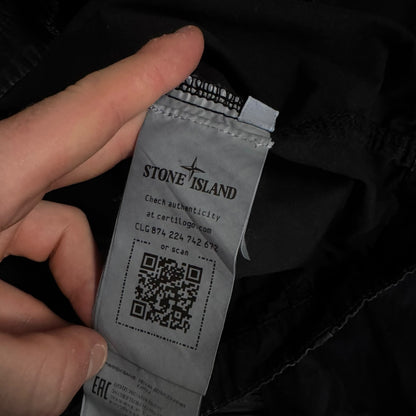 STONE ISLAND
Check authenticity
at certilogo.com
CLG 874 224 742 672
or scan
EAC